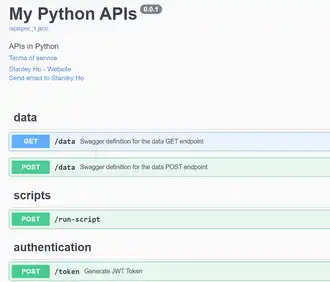 My Python APIs 0.0.1
/apispec_1.json
APIs in Python
Terms of service
Stanley Ho - Website
Send email to Stanley Ho
data
GET /data Swagger definition for the data GET endpoint
POST /data Swagger definition for the data POST endpoint
scripts
POST /run-script
authentication
POST /token Generate JWT Token